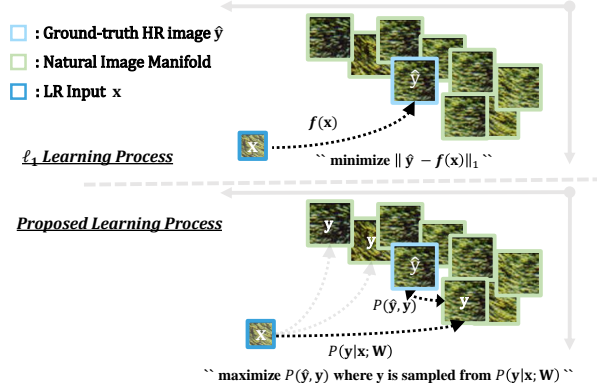 : Ground-truth HR image ŷ
: Natural Image Manifold
: LR Input x
ŷ
f(x)
x
`` minimize ‖ ŷ − f(x)‖₁ ``
ℓ₁ Learning Process
Proposed Learning Process
y
y
ŷ
P(ŷ, y)
y
x
P(y|x; W)
`` maximize P(ŷ, y) where y is sampled from P(y|x; W) ``